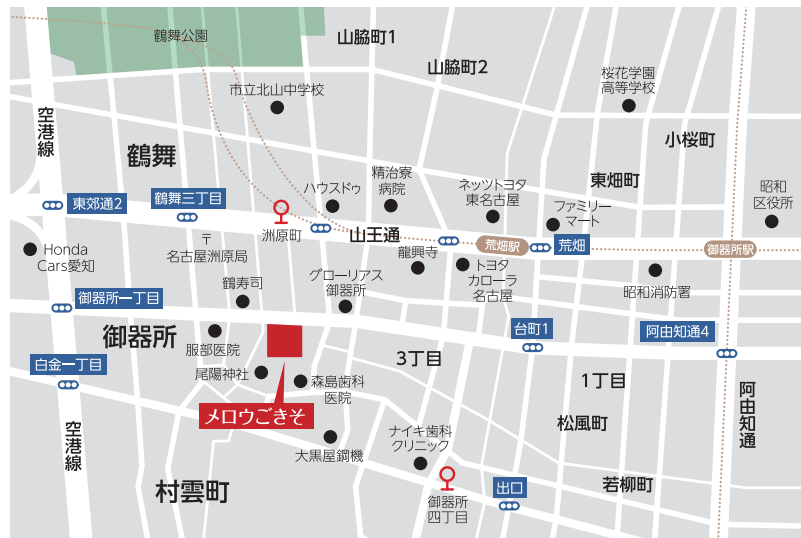 鶴舞公園
山脇町1
山脇町2
市立北山中学校
桜花学園
高等学校
空港線
小桜町
鶴舞
精治寮
病院
ハウスドゥ
ネッツトヨタ
東名古屋
東畑町
昭和
区役所
東郊通2
鶴舞三丁目
ファミリー
マート
洲原町
山王通
荒畑駅
荒畑
御器所駅
〒
名古屋洲原局
Honda
Cars愛知
龍興寺
トヨタ
カローラ
名古屋
鶴寿司
グローリアス
御器所
昭和消防署
御器所一丁目
御器所
台町1
阿由知通4
服部医院
白金一丁目
尾陽神社
森島歯科
医院
3丁目
1丁目
阿由知通
メロウごきそ
松風町
空港線
大黒屋鋼機
ナイキ歯科
クリニック
村雲町
御器所
四丁目
出口
若柳町